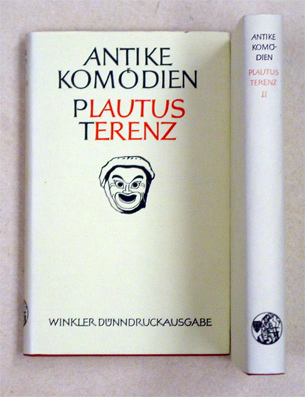 ANTIKE
KOMÖDIEN
PLAUTUS
TERENZ
WINKLER DÜNNDRUCKAUSGABE
ANTIKE
KOMÖ-
DIEN
PLAUTUS
TERENZ
II